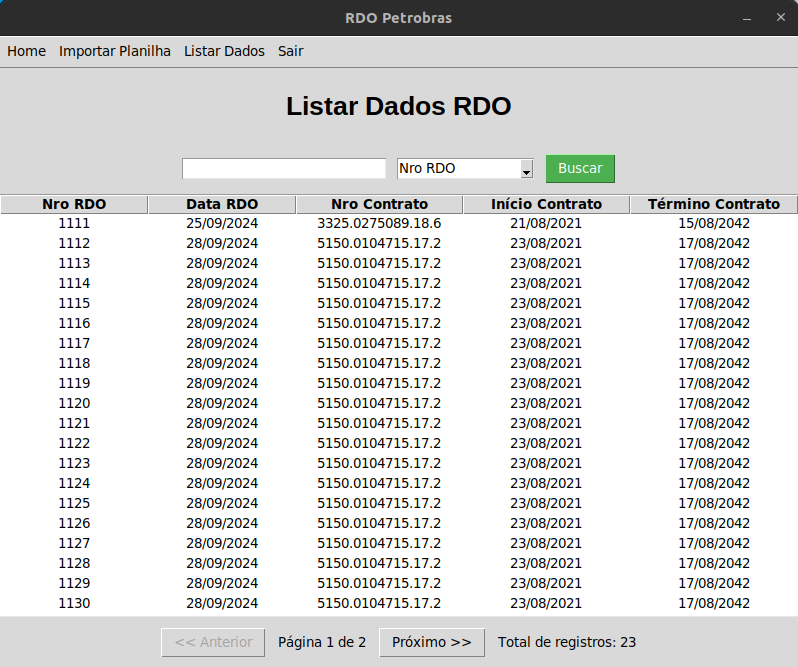 RDO Petrobras
Home Importar Planilha Listar Dados Sair
Listar Dados RDO
Nro RDO Buscar
Nro RDO Data RDO Nro Contrato Início Contrato Término Contrato
1111 25/09/2024 3325.0275089.18.6 21/08/2021 15/08/2042
1112 28/09/2024 5150.0104715.17.2 23/08/2021 17/08/2042
1113 28/09/2024 5150.0104715.17.2 23/08/2021 17/08/2042
1114 28/09/2024 5150.0104715.17.2 23/08/2021 17/08/2042
1115 28/09/2024 5150.0104715.17.2 23/08/2021 17/08/2042
1116 28/09/2024 5150.0104715.17.2 23/08/2021 17/08/2042
1117 28/09/2024 5150.0104715.17.2 23/08/2021 17/08/2042
1118 28/09/2024 5150.0104715.17.2 23/08/2021 17/08/2042
1119 28/09/2024 5150.0104715.17.2 23/08/2021 17/08/2042
1120 28/09/2024 5150.0104715.17.2 23/08/2021 17/08/2042
1121 28/09/2024 5150.0104715.17.2 23/08/2021 17/08/2042
1122 28/09/2024 5150.0104715.17.2 23/08/2021 17/08/2042
1123 28/09/2024 5150.0104715.17.2 23/08/2021 17/08/2042
1124 28/09/2024 5150.0104715.17.2 23/08/2021 17/08/2042
1125 28/09/2024 5150.0104715.17.2 23/08/2021 17/08/2042
1126 28/09/2024 5150.0104715.17.2 23/08/2021 17/08/2042
1127 28/09/2024 5150.0104715.17.2 23/08/2021 17/08/2042
1128 28/09/2024 5150.0104715.17.2 23/08/2021 17/08/2042
1129 28/09/2024 5150.0104715.17.2 23/08/2021 17/08/2042
1130 28/09/2024 5150.0104715.17.2 23/08/2021 17/08/2042
<< Anterior Página 1 de 2 Próximo >> Total de registros: 23